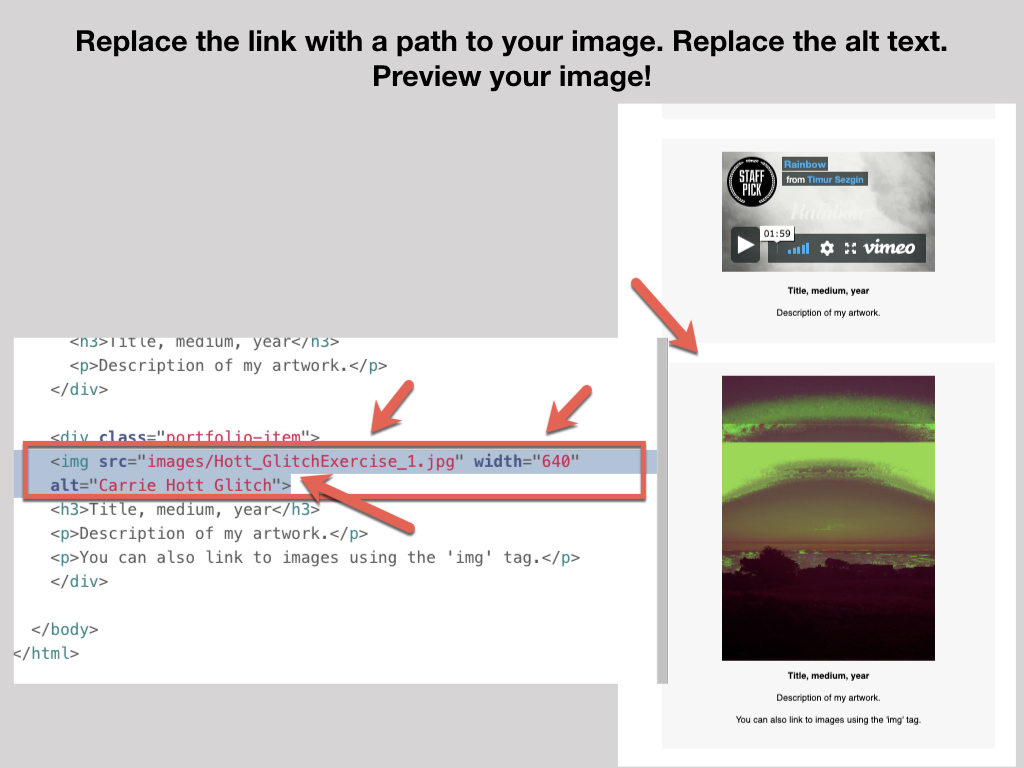 Replace the link with a path to your image. Replace the alt text.
Preview your image!
STAFF
PICK
Rainbow
from Timur Sezgin
Rainbow
01:59
vimeo
Title, medium, year
Description of my artwork.
<h3>Title, medium, year</h3>
<p>Description of my artwork.</p>
</div>
<div class="portfolio-item">
<img src="images/Hott_GlitchExercise_1.jpg" width="640"
alt="Carrie Hott Glitch">
<h3>Title, medium, year</h3>
<p>Description of my artwork.</p>
<p>You can also link to images using the 'img' tag.</p>
</div>
</body>
</html>
Title, medium, year
Description of my artwork.
You can also link to images using the 'img' tag.